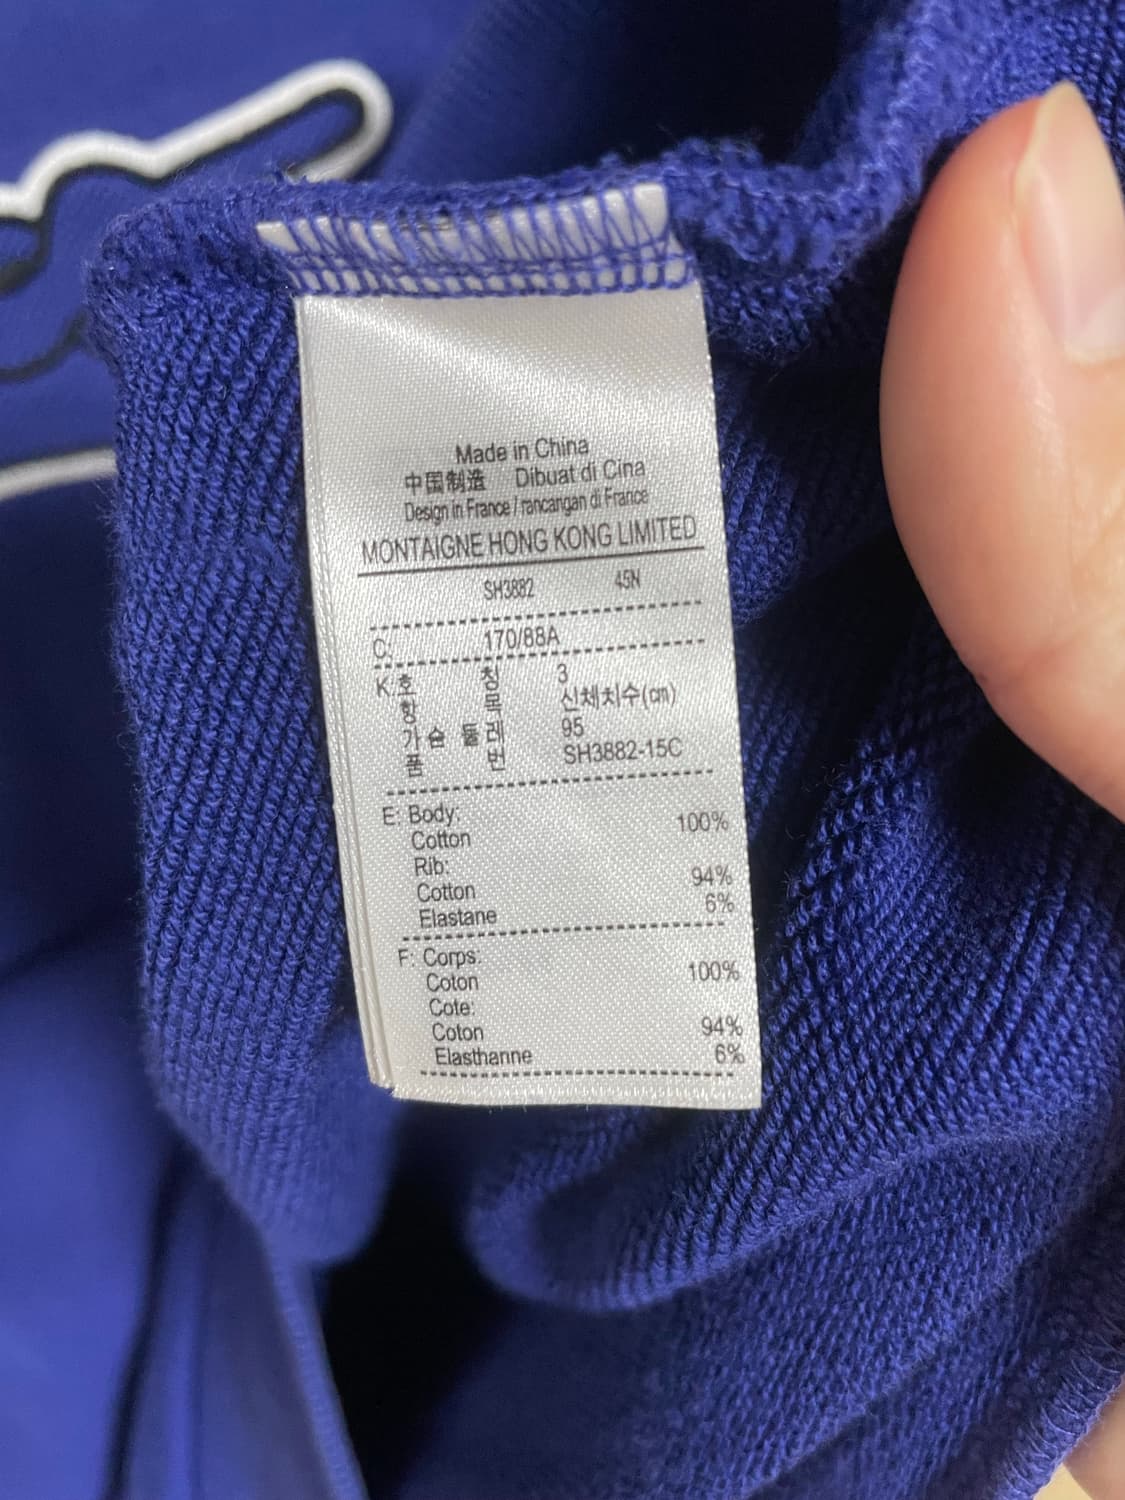 Made in China
中国制造 Dibuat di Cina
Design in France / rancangan di France
MONTAIGNE HONG KONG LIMITED
SH3882 45N
C: 170/88A
K: 호 칭 3
항 목 신체치수(cm)
가 슴 둘 레 95
품 번 SH3882-15C
E: Body:
Cotton 100%
Rib:
Cotton 94%
Elastane 6%
F: Corps:
Coton 100%
Cote:
Coton 94%
Elasthanne 6%